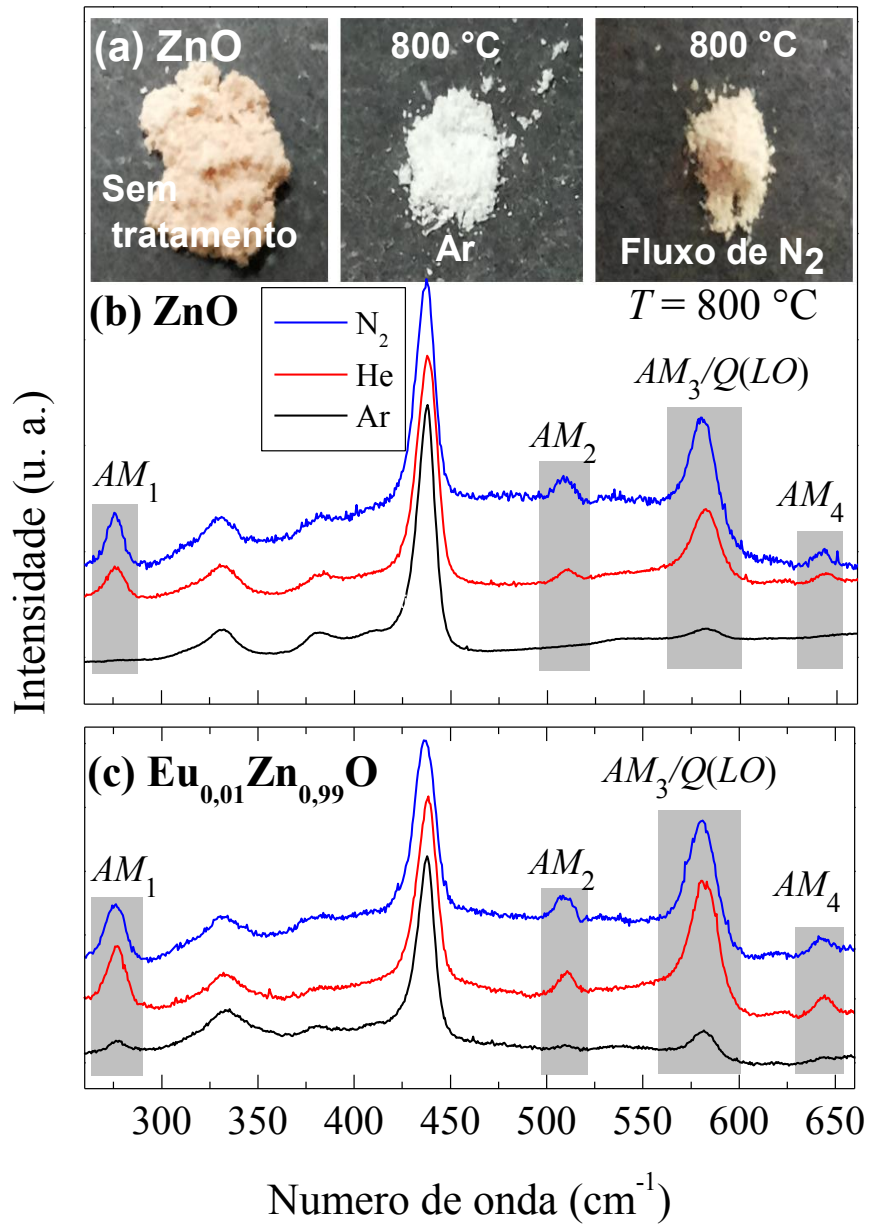 (a) ZnO
Sem
tratamento
800 °C
Ar
800 °C
Fluxo de N₂
(b) ZnO
T = 800 °C
N₂
He
Ar
AM₁
AM₂
AM₃/Q(LO)
AM₄
Intensidade (u. a.)
(c) Eu₀,₀₁Zn₀,₉₉O
AM₁
AM₂
AM₃/Q(LO)
AM₄
300 350 400 450 500 550 600 650
Numero de onda (cm⁻¹)